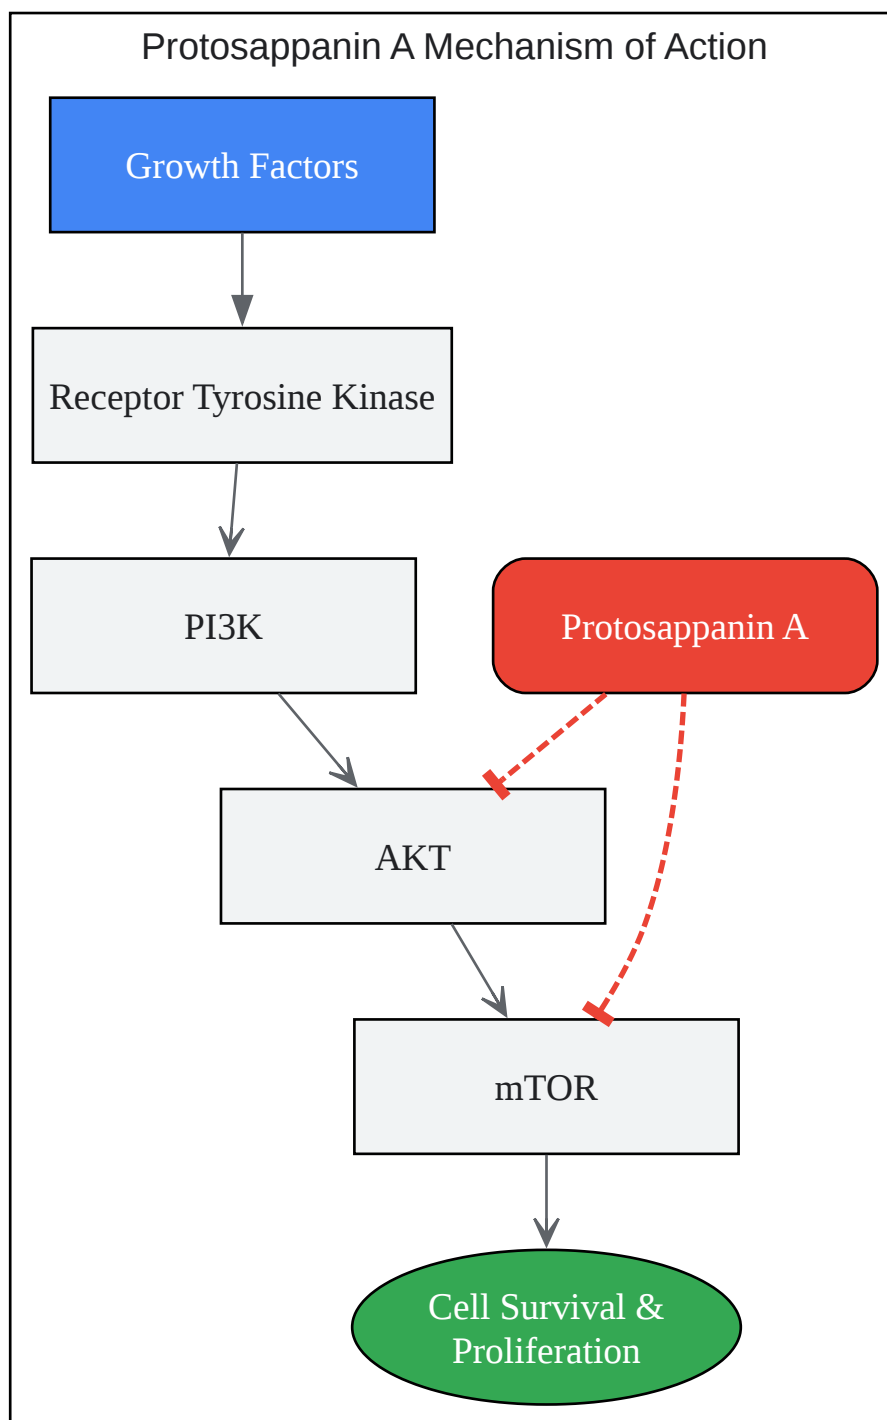 Protosappanin A Mechanism of Action
Growth Factors
Receptor Tyrosine Kinase
PI3K
Protosappanin A
AKT
mTOR
Cell Survival &
Proliferation